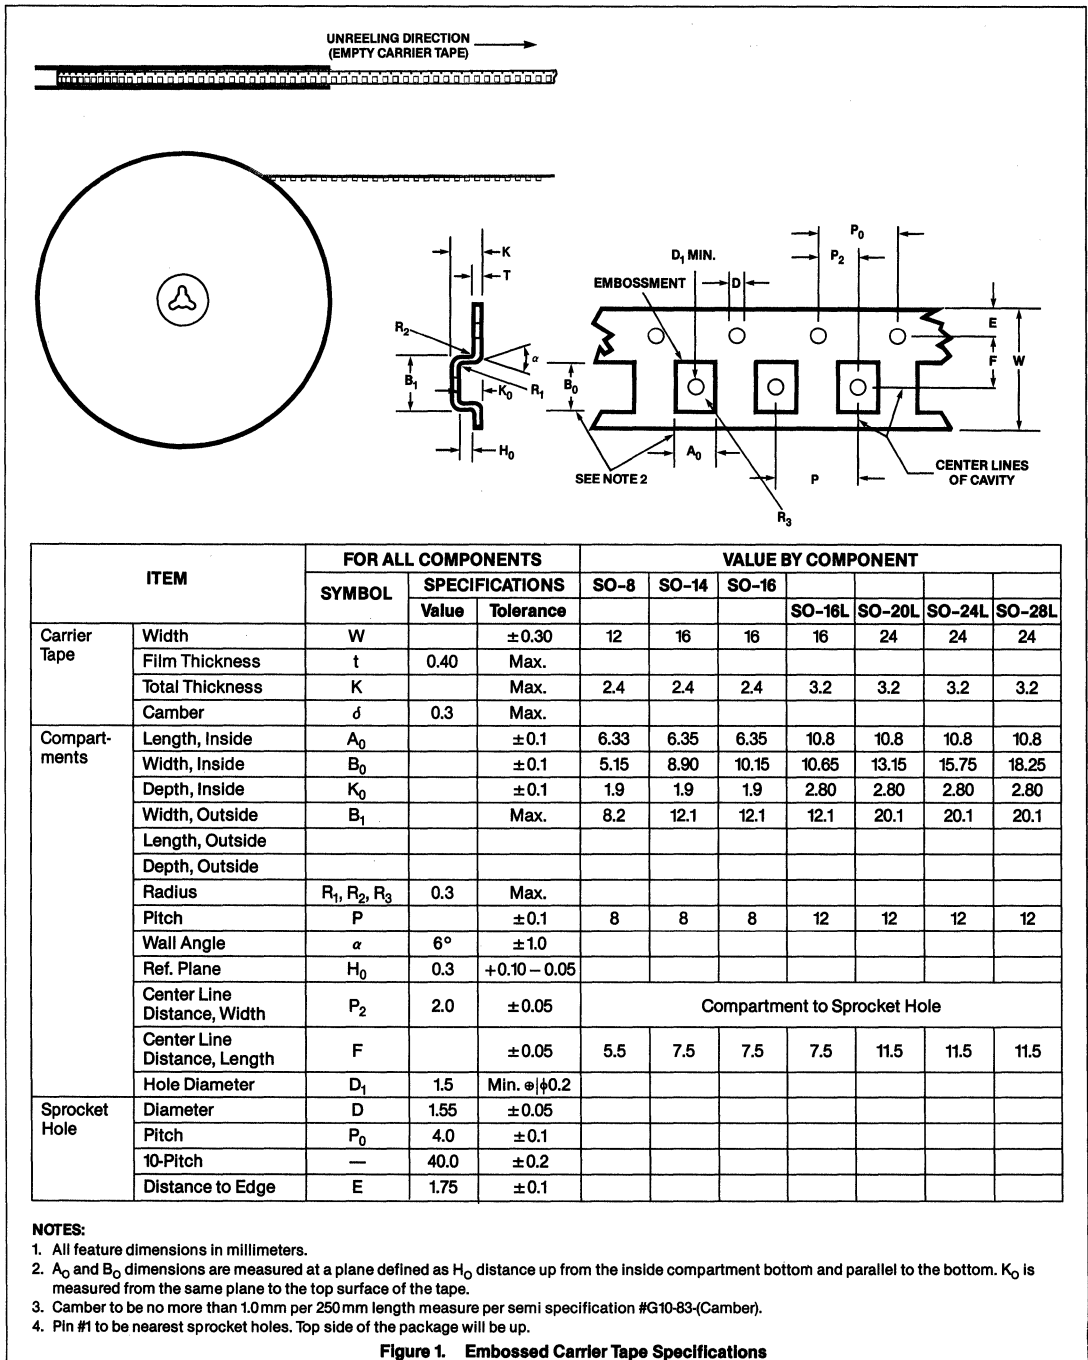 UNREELING DIRECTION
(EMPTY CARRIER TAPE)
K
T
R2
α
B1
R1
K0
B0
H0
D1 MIN.
EMBOSSMENT
D
P0
P2
E
F
W
A0
SEE NOTE 2
P
R3
CENTER LINES
OF CAVITY
ITEM FOR ALL COMPONENTS VALUE BY COMPONENT
SYMBOL SPECIFICATIONS SO–8 SO–14 SO–16
Value Tolerance SO–16L SO–20L SO–24L SO–28L
Carrier Tape Width W ±0.30 12 16 16 16 24 24 24
Film Thickness t 0.40 Max.
Total Thickness K Max. 2.4 2.4 2.4 3.2 3.2 3.2 3.2
Camber δ 0.3 Max.
Compart-ments Length, Inside A0 ±0.1 6.33 6.35 6.35 10.8 10.8 10.8 10.8
Width, Inside B0 ±0.1 5.15 8.90 10.15 10.65 13.15 15.75 18.25
Depth, Inside K0 ±0.1 1.9 1.9 1.9 2.80 2.80 2.80 2.80
Width, Outside B1 Max. 8.2 12.1 12.1 12.1 20.1 20.1 20.1
Length, Outside
Depth, Outside
Radius R1, R2, R3 0.3 Max.
Pitch P ±0.1 8 8 8 12 12 12 12
Wall Angle α 6° ±1.0
Ref. Plane H0 0.3 +0.10 – 0.05
Center Line Distance, Width P2 2.0 ±0.05 Compartment to Sprocket Hole
Center Line Distance, Length F ±0.05 5.5 7.5 7.5 7.5 11.5 11.5 11.5
Hole Diameter D1 1.5 Min. ⊕|ϕ0.2
Sprocket Hole Diameter D 1.55 ±0.05
Pitch P0 4.0 ±0.1
10-Pitch — 40.0 ±0.2
Distance to Edge E 1.75 ±0.1
NOTES:
1. All feature dimensions in millimeters.
2. A0 and B0 dimensions are measured at a plane defined as H0 distance up from the inside compartment bottom and parallel to the bottom. K0 is
measured from the same plane to the top surface of the tape.
3. Camber to be no more than 1.0mm per 250 mm length measure per semi specification #G10-83-(Camber).
4. Pin #1 to be nearest sprocket holes. Top side of the package will be up.
Figure 1. Embossed Carrier Tape Specifications